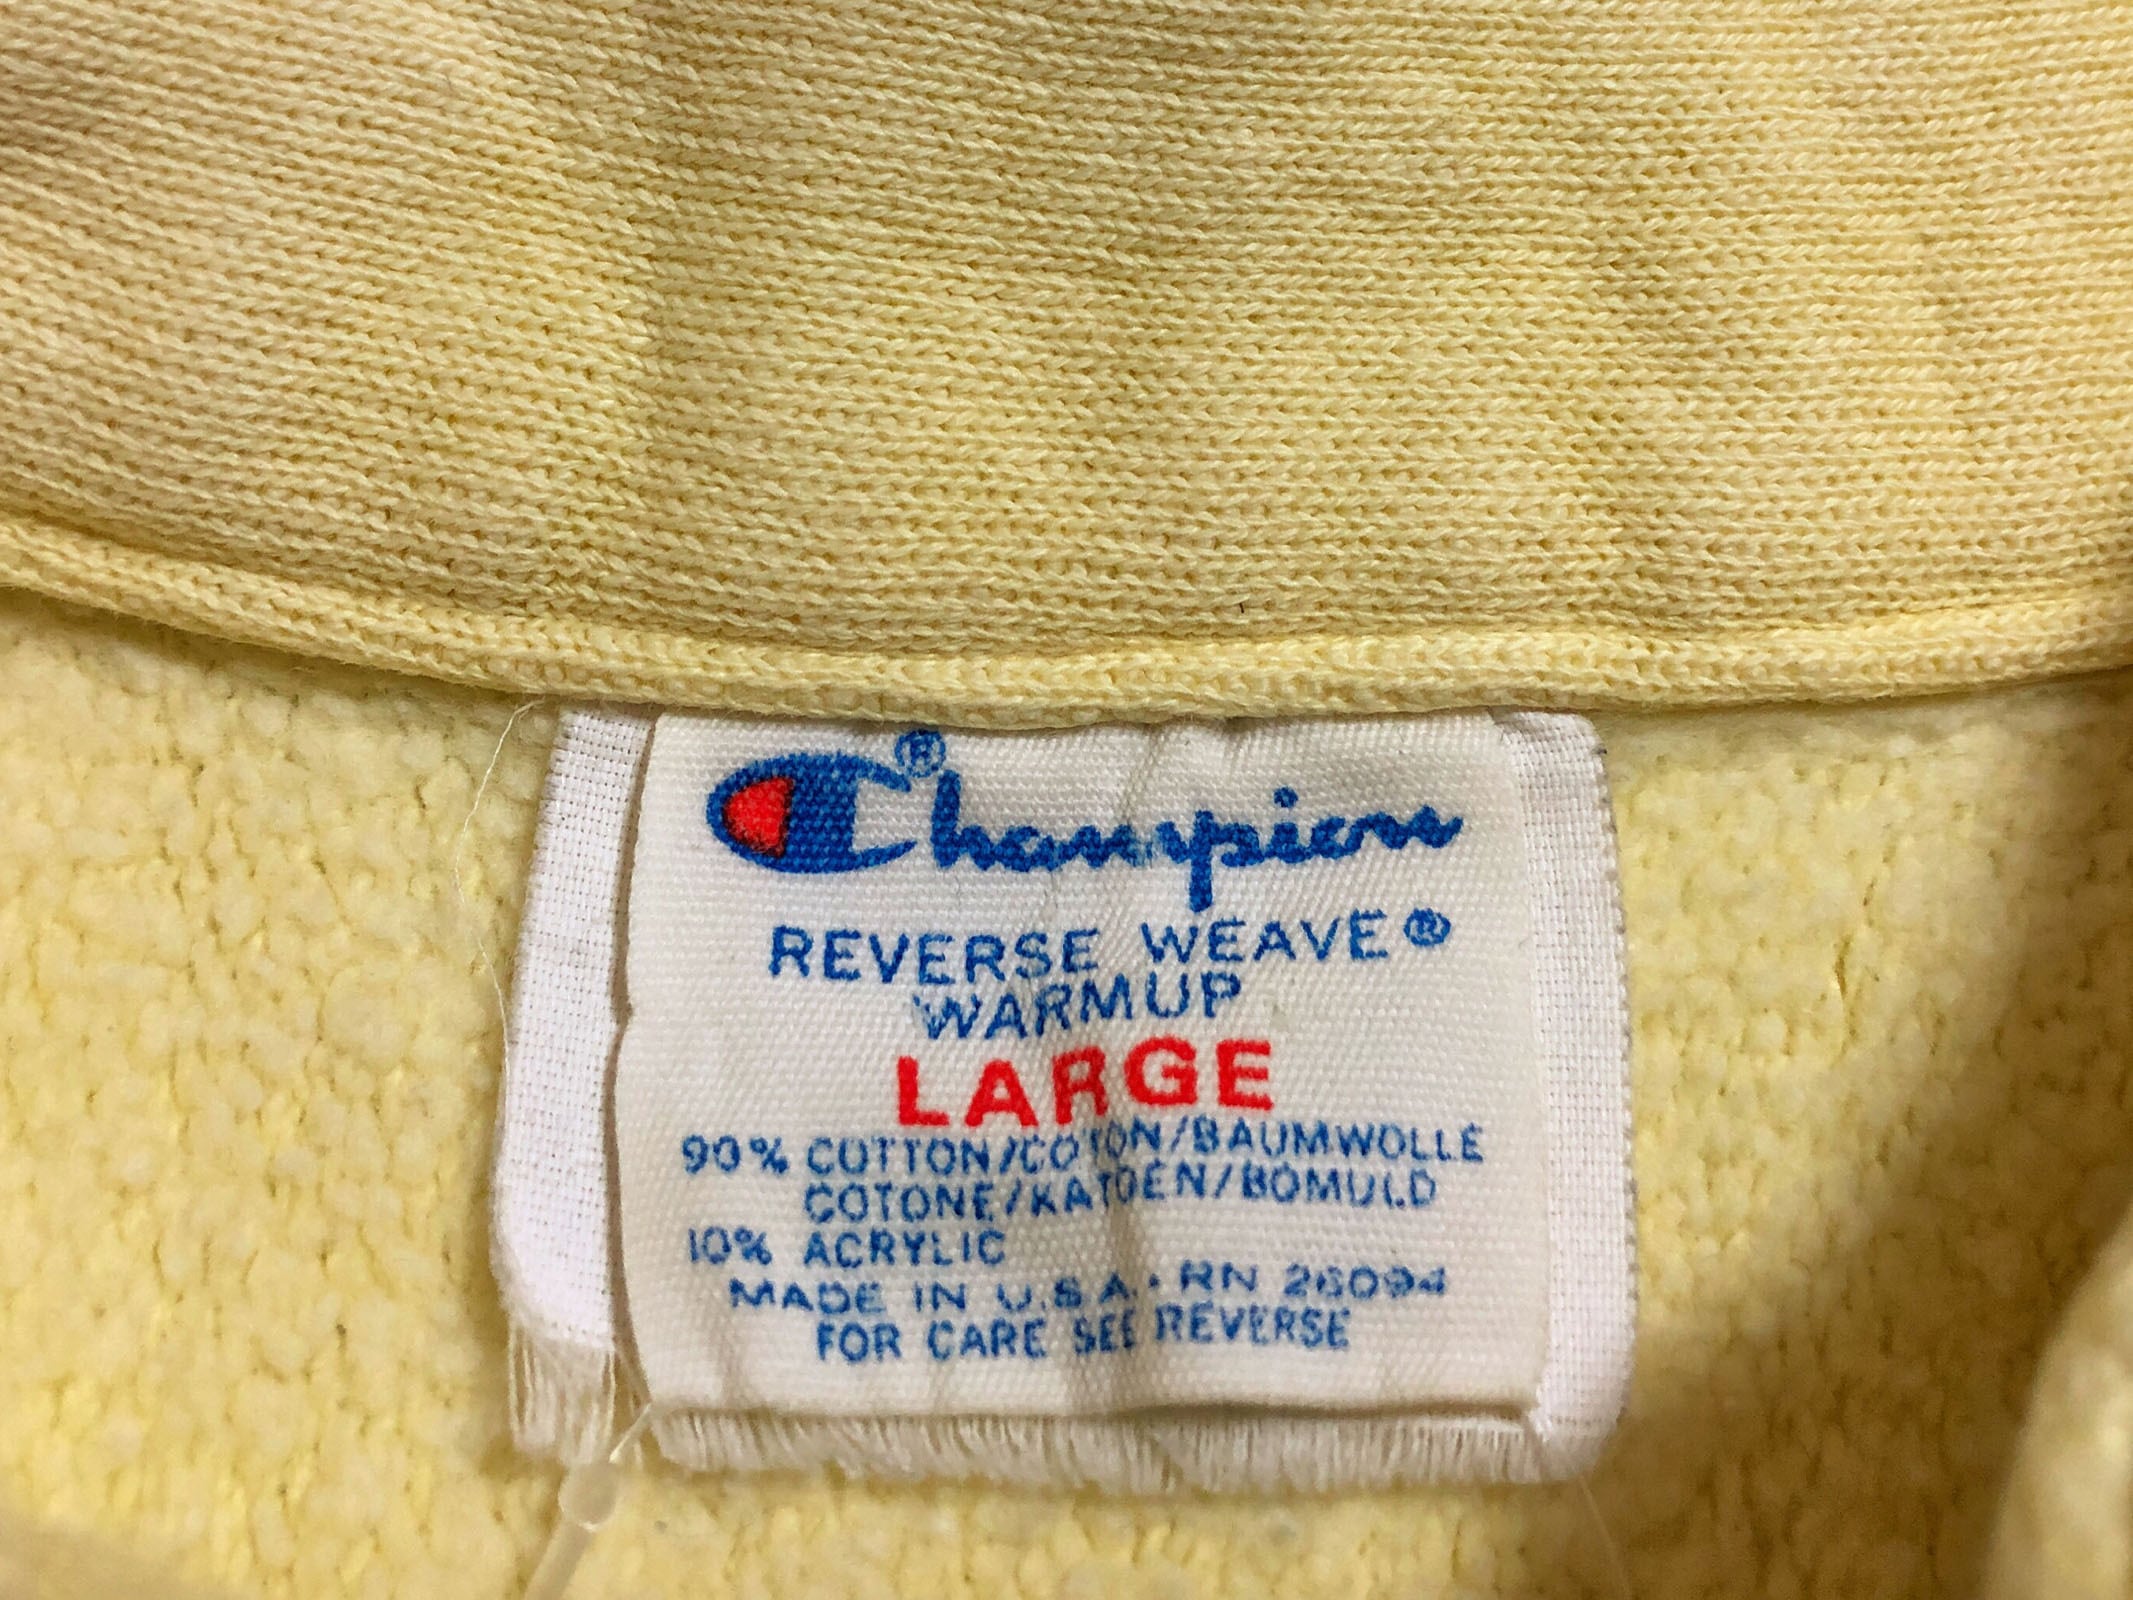 Champion®
REVERSE WEAVE®
WARMUP
LARGE
90% COTTON/COTON/BAUMWOLLE
COTONE/KATOEN/BOMULD
10% ACRYLIC
MADE IN U.S.A. RN 26094
FOR CARE SEE REVERSE